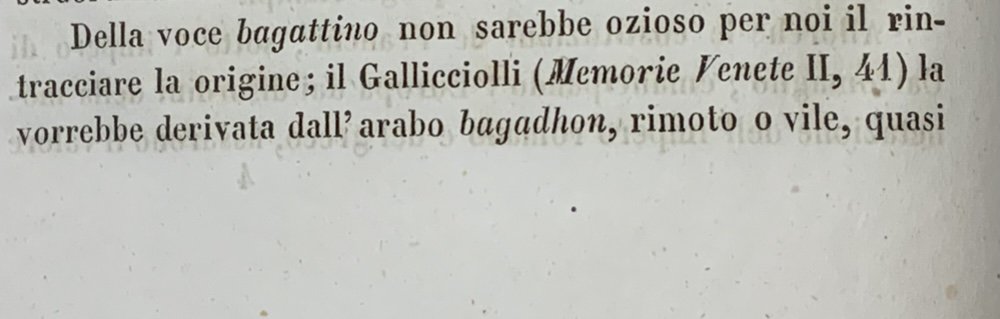 Della voce bagattino non sarebbe ozioso per noi il rin-
tracciare la origine; il Gallicciolli (Memorie Venete II, 41) la
vorrebbe derivata dall' arabo bagadhon, rimoto o vile, quasi